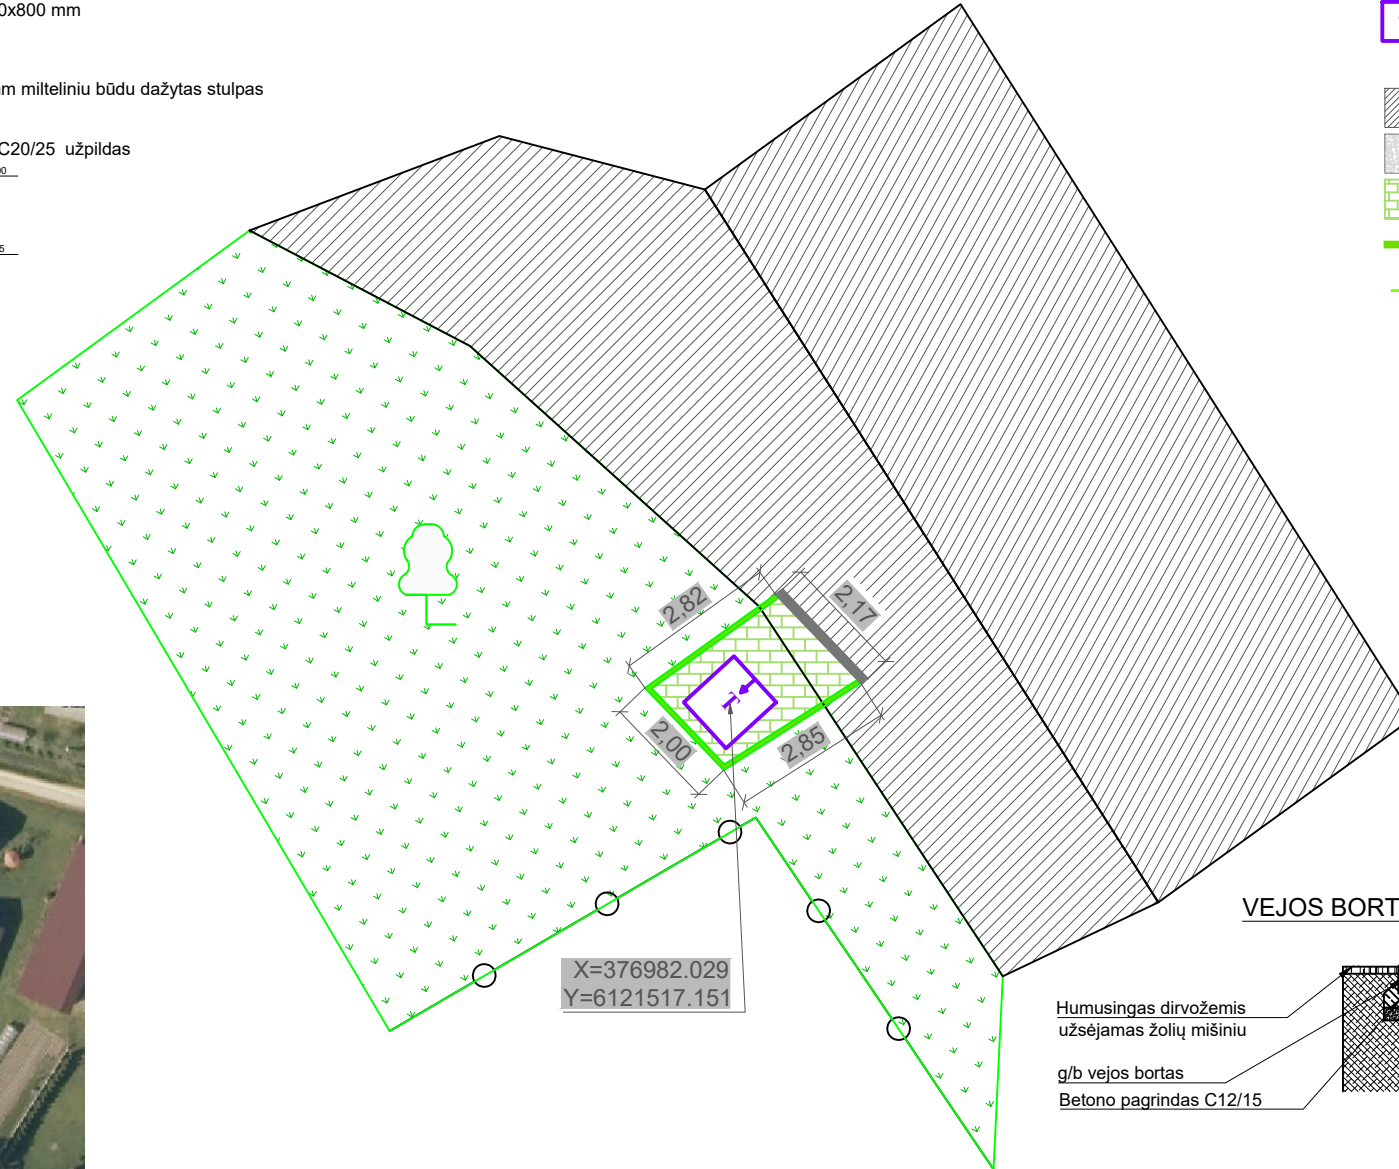 0x800 mm
m milteliniu būdu dažytas stulpas
C20/25 užpildas
2,82
2,17
T
2,00
2,85
X=376982.029
Y=6121517.151
VEJOS BORT
Humusingas dirvožemis
užsėjamas žolių mišiniu
g/b vejos bortas
Betono pagrindas C12/15